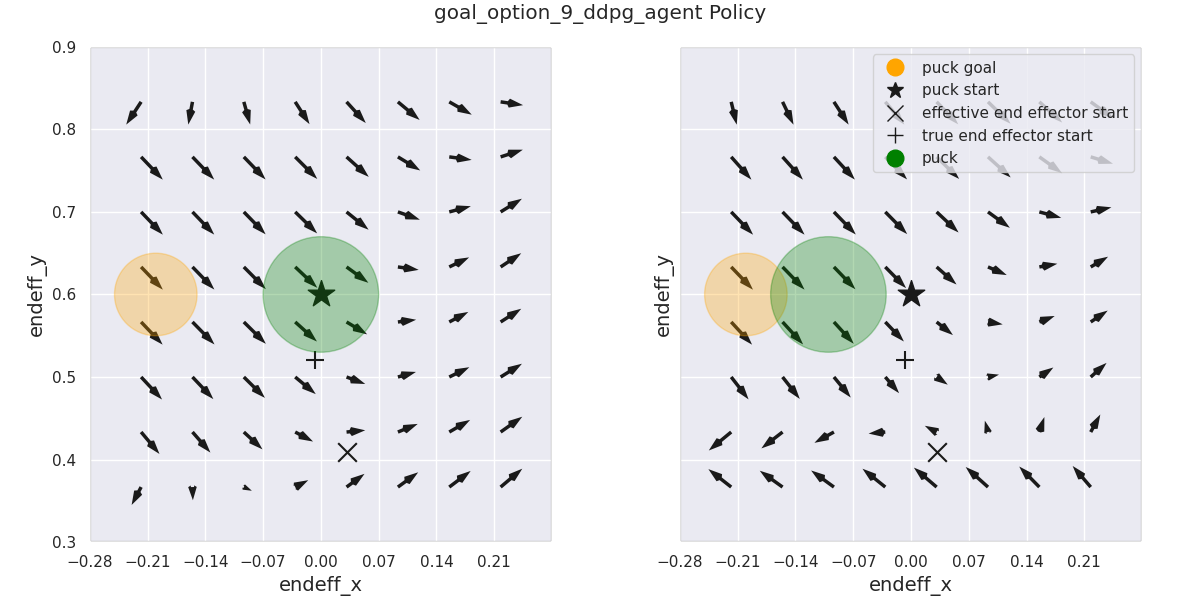 goal_option_9_ddpg_agent Policy
0.9
0.8
0.7
0.6
0.5
0.4
0.3
endeff_y
−0.28 −0.21 −0.14 −0.07 0.00 0.07 0.14 0.21
endeff_x
puck goal
puck start
effective end effector start
true end effector start
puck
endeff_y
−0.28 −0.21 −0.14 −0.07 0.00 0.07 0.14 0.21
endeff_x